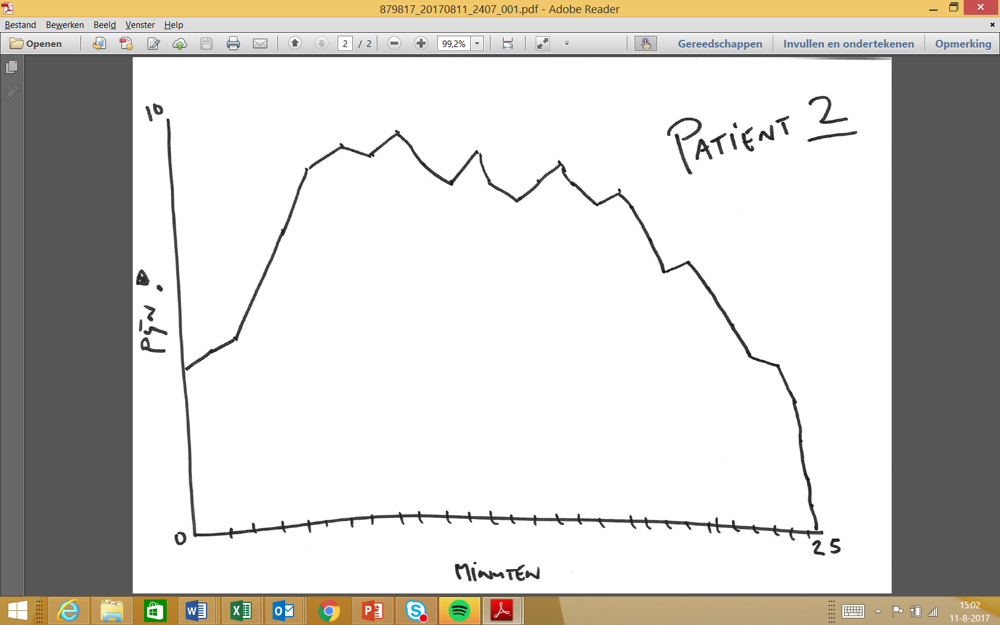 879817_20170811_2407_001.pdf - Adobe Reader
Bestand Bewerken Beeld Venster Help
Openen 2 / 2 99,2% Gereedschappen Invullen en ondertekenen Opmerking
PATIENT 2
10
Pijn
0
25
MINUTEN
15:02
11-8-2017